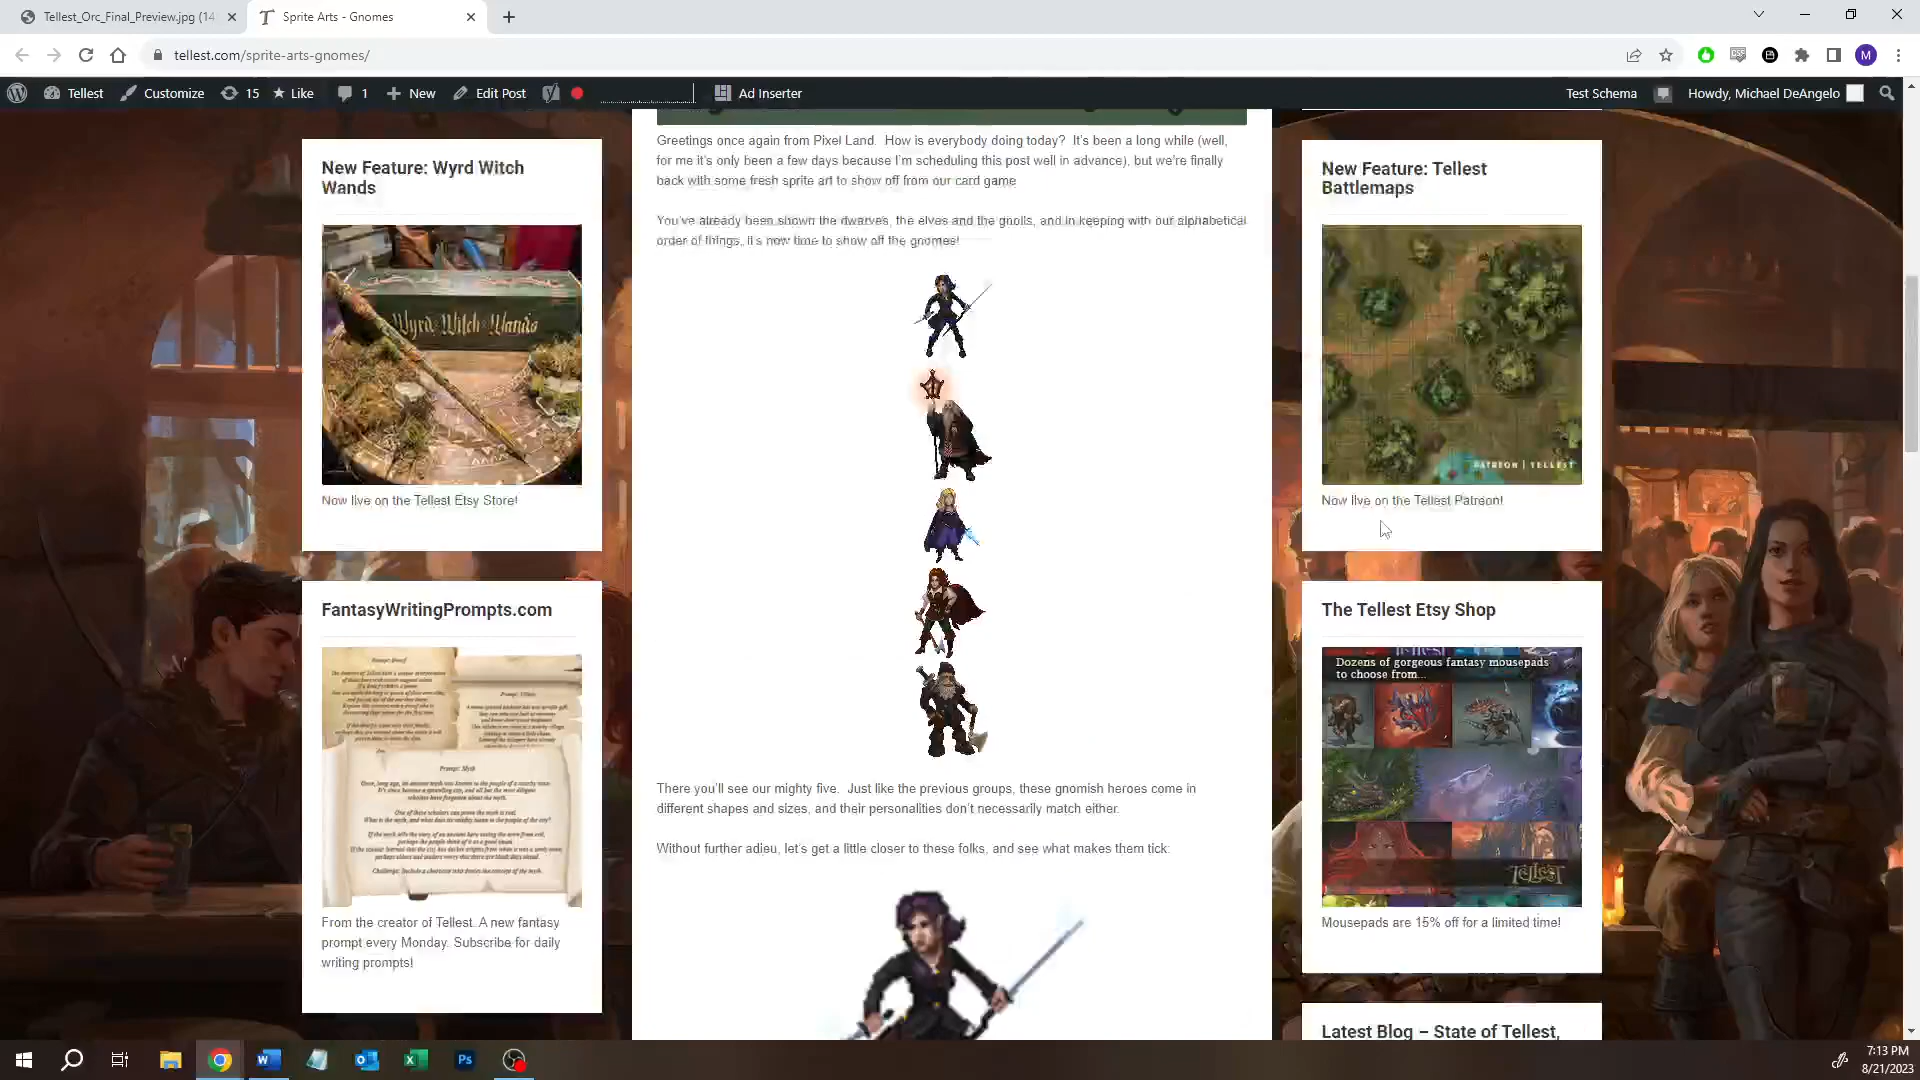 Tellest_Orc_Final_Preview.jpg (14
Sprite Arts - Gnomes
tellest.com/sprite-arts-gnomes/
M
Tellest
Customize
15
Like
1
New
Edit Post
Ad Inserter
Test Schema
Howdy, Michael DeAngelo
New Feature: Wyrd Witch
Wands
Wyrd Witch Wands
Now live on the Tellest Etsy Store!
FantasyWritingPrompts.com
Prompt: Myth
From the creator of Tellest. A new fantasy
prompt every Monday. Subscribe for daily
writing prompts!
Greetings once again from Pixel Land. How is everybody doing today? It's been a long while (well,
for me it's only been a few days because I'm scheduling this post well in advance), but we're finally
back with some fresh sprite art to show off from our card game
You've already been shown the dwarves, the elves and the gnolls, and in keeping with our alphabetical
order of things, it's now time to show off the gnomes!
There you'll see our mighty five. Just like the previous groups, these gnomish heroes come in
different shapes and sizes, and their personalities don't necessarily match either.
Without further adieu, let's get a little closer to these folks, and see what makes them tick:
New Feature: Tellest
Battlemaps
PATREON | TELLEST
Now live on the Tellest Patreon!
The Tellest Etsy Shop
Dozens of gorgeous fantasy mousepads
to choose from...
TELLEST
Mousepads are 15% off for a limited time!
Latest Blog – State of Tellest,
7:13 PM
8/21/2023